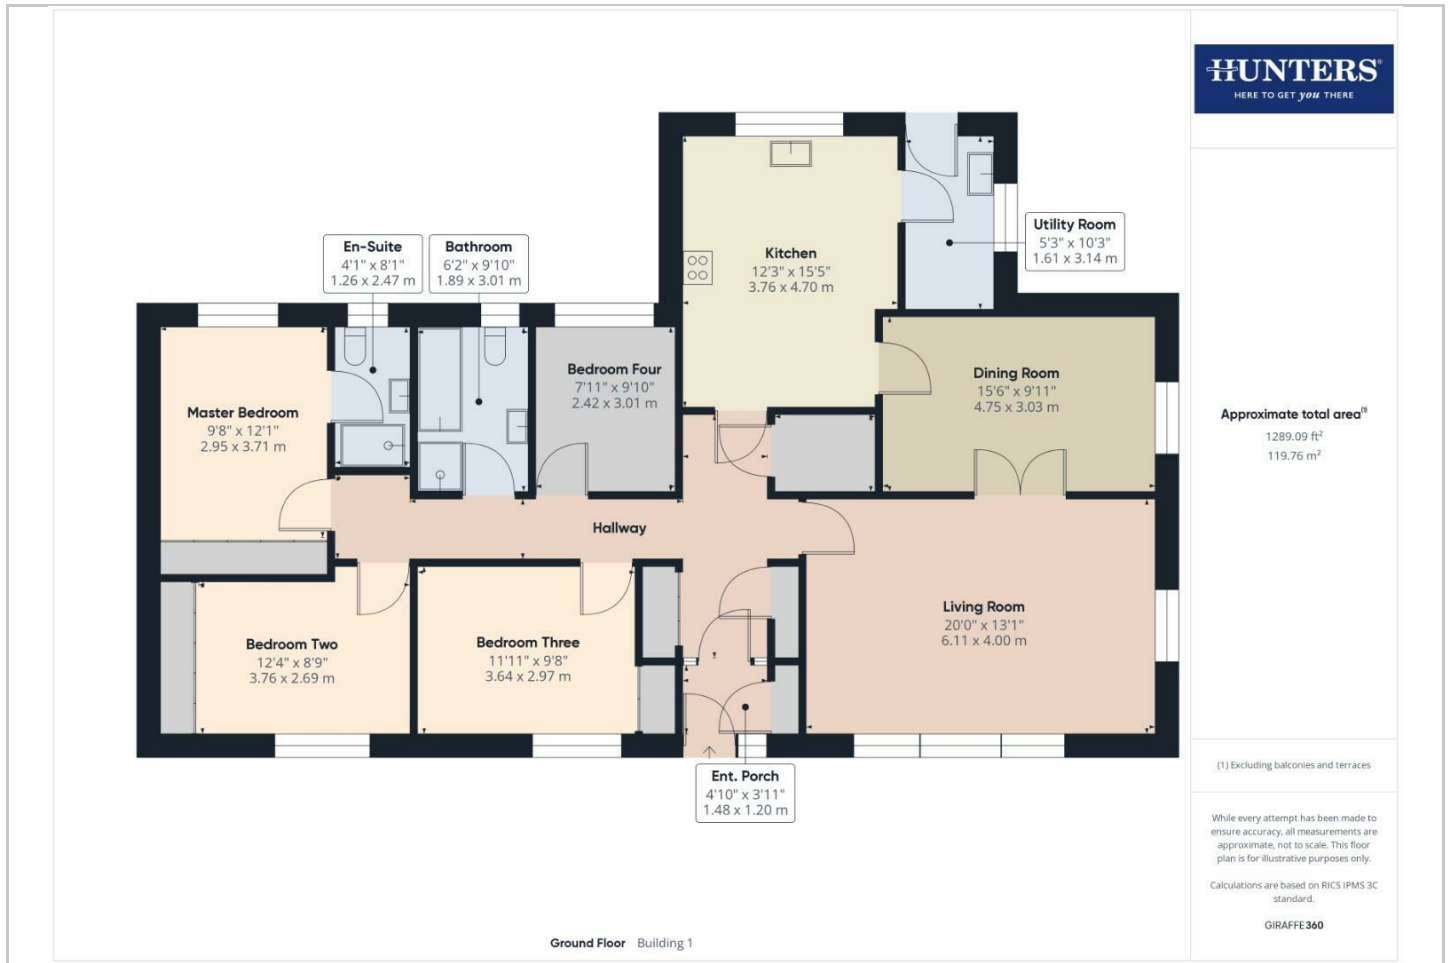 En-Suite
4'1" x 8'1"
1.26 x 2.47 m
Bathroom
6'2" x 9'10"
1.89 x 3.01 m
Kitchen
12'3" x 15'5"
3.76 x 4.70 m
Utility Room
5'3" x 10'3"
1.61 x 3.14 m
Master Bedroom
9'8" x 12'1"
2.95 x 3.71 m
Bedroom Four
7'11" x 9'10"
2.42 x 3.01 m
Dining Room
15'6" x 9'11"
4.75 x 3.03 m
Hallway
Bedroom Two
12'4" x 8'9"
3.76 x 2.69 m
Bedroom Three
11'11" x 9'8"
3.64 x 2.97 m
Living Room
20'0" x 13'1"
6.11 x 4.00 m
Ent. Porch
4'10" x 3'11"
1.48 x 1.20 m
Ground Floor Building 1
HUNTERS®
HERE TO GET you THERE
Approximate total area(1)
1289.09 ft²
119.76 m²
(1) Excluding balconies and terraces
While every attempt has been made to
ensure accuracy, all measurements are
approximate, not to scale. This floor
plan is for illustrative purposes only.
Calculations are based on RICS IPMS 3C
standard.
GIRAFFE360